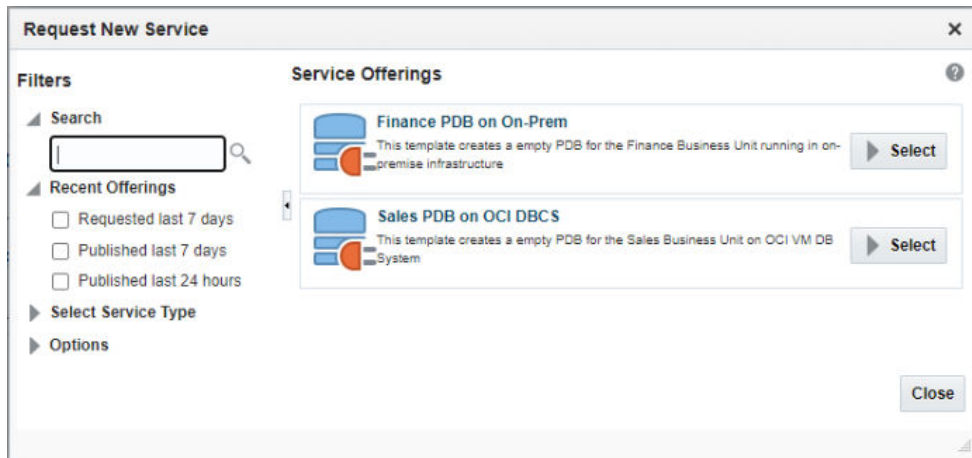 Request New Service
Filters
Search
Recent Offerings
Requested last 7 days
Published last 7 days
Published last 24 hours
Select Service Type
Options
Service Offerings
Finance PDB on On-Prem
This template creates a empty PDB for the Finance Business Unit running in on-
premise infrastructure
Select
Sales PDB on OCI DBCS
This template creates a empty PDB for the Sales Business Unit on OCI VM DB
System
Select
Close